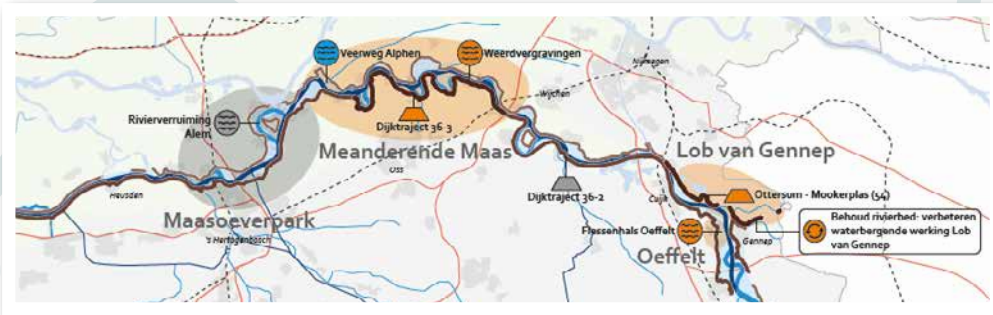 Veerweg Alphen
Weerdvergravingen
Nijmegen
Wijchen
Rivierverruiming
Alem
Dijktraject 36-3
Meanderende Maas
Lob van Gennep
Oss
Heusden
Dijktraject 36-2
Cuijk
Ottersum - Mookerplas (54)
Maasoeverpark
's Hertogenbosch
Flessenhals Oeffelt
Gennep
Oeffelt
Behoud rivierbed: verbeteren
waterbergende werking Lob
van Gennep